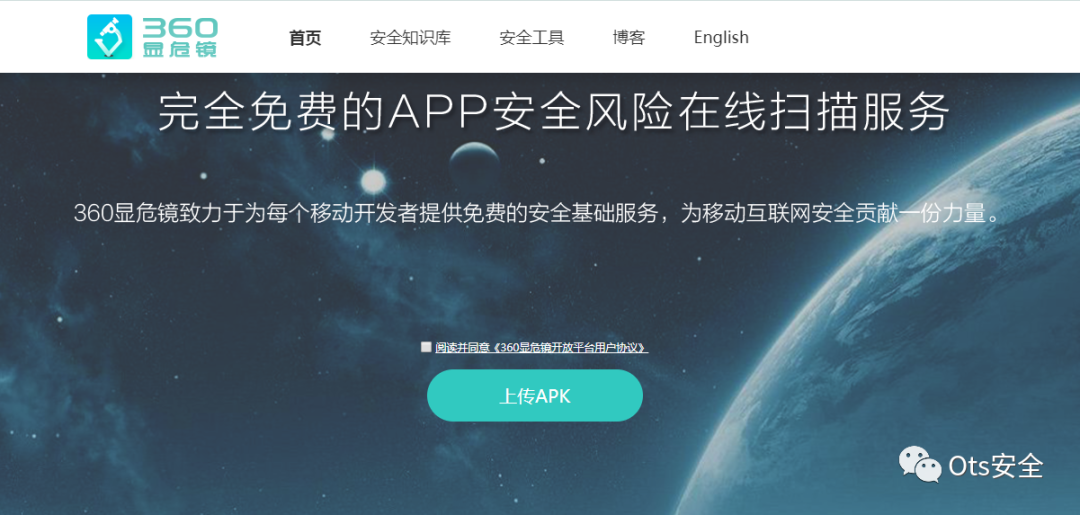 360
显危镜
首页 安全知识库 安全工具 博客 English
完全免费的APP安全风险在线扫描服务
360显危镜致力于为每个移动开发者提供免费的安全基础服务，为移动互联网安全贡献一份力量。
阅读并同意《360显危镜开放平台用户协议》
上传APK
Ots安全